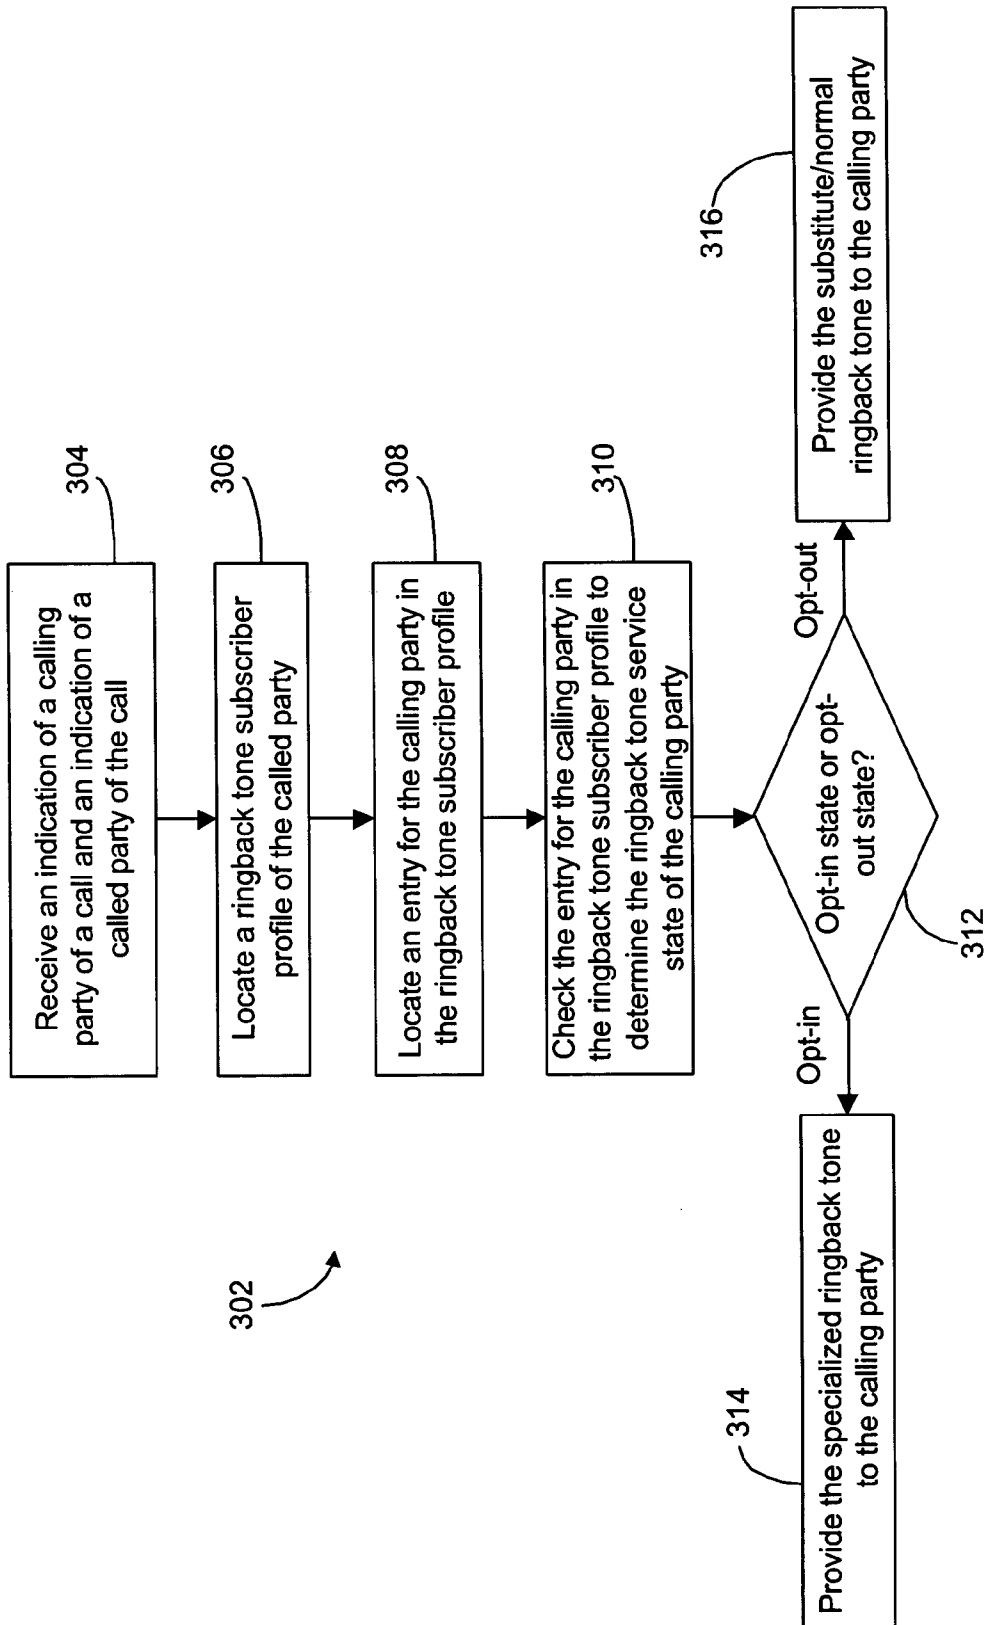 304
Receive an indication of a calling
party of a call and an indication of a
called party of the call
306
Locate a ringback tone subscriber
profile of the called party
308
Locate an entry for the calling party in
the ringback tone subscriber profile
310
Check the entry for the calling party in
the ringback tone subscriber profile to
determine the ringback tone service
state of the calling party
302
Opt-in state or opt-
out state?
312
Opt-in
Opt-out
314
Provide the specialized ringback tone
to the calling party
316
Provide the substitute/normal
ringback tone to the calling party